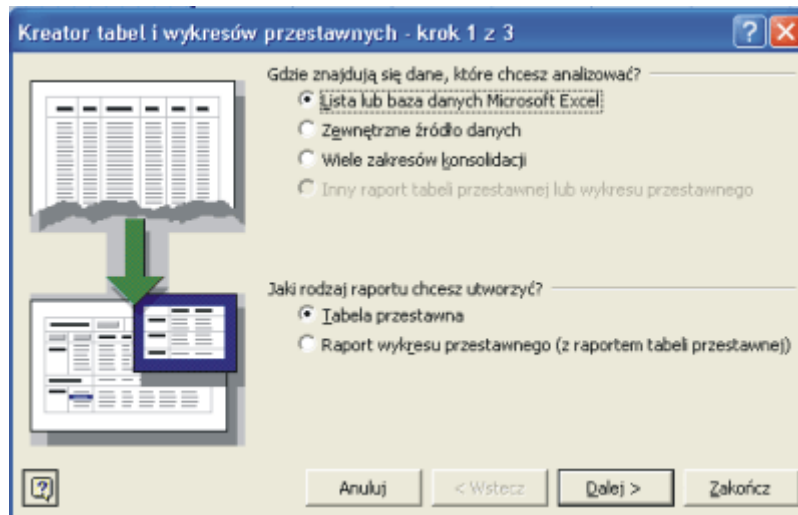 Kreator tabel i wykresów przestawnych - krok 1 z 3
Gdzie znajdują się dane, które chcesz analizować?
Lista lub baza danych Microsoft Excel
Zewnętrzne źródło danych
Wiele zakresów konsolidacji
Inny raport tabeli przestawnej lub wykresu przestawnego
Jaki rodzaj raportu chcesz utworzyć?
Tabela przestawna
Raport wykresu przestawnego (z raportem tabeli przestawnej)
Anuluj < Wstecz Dalej > Zakończ